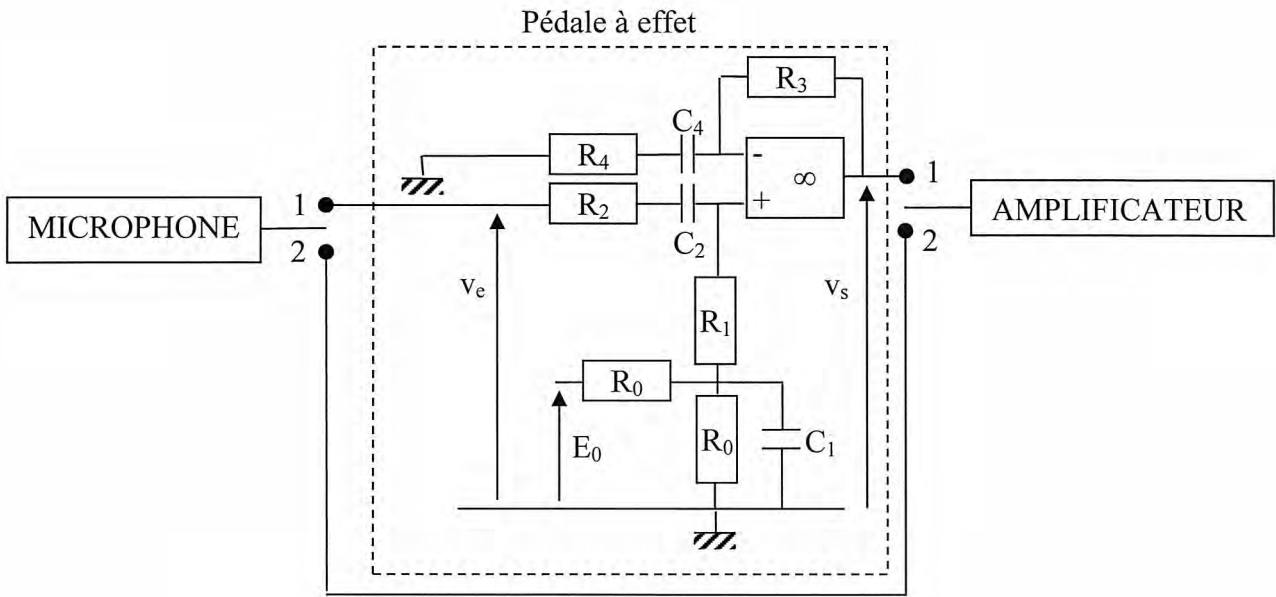 Pédale à effet
R₃
C₄
R₄
-
∞
1
AMPLIFICATEUR
2
MICROPHONE
1
2
R₂
C₂
+
vₑ
vₛ
R₁
R₀
E₀
R₀
C₁